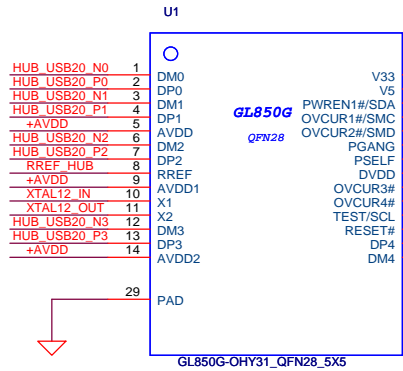 U1
HUB_USB20_N0 1 DM0 V33
HUB_USB20_P0 2 DP0 V5
HUB_USB20_N1 3 DM1 PWREN1#/SDA
HUB_USB20_P1 4 DP1 GL850G OVCUR1#/SMC
+AVDD 5 AVDD OVCUR2#/SMD
HUB_USB20_N2 6 DM2 QFN28 PGANG
HUB_USB20_P2 7 DP2 PSELF
RREF_HUB 8 RREF DVDD
+AVDD 9 AVDD1 OVCUR3#
XTAL12_IN 10 X1 OVCUR4#
XTAL12_OUT 11 X2 TEST/SCL
HUB_USB20_N3 12 DM3 RESET#
HUB_USB20_P3 13 DP3 DP4
+AVDD 14 AVDD2 DM4
29 PAD
GL850G-OHY31_QFN28_5X5